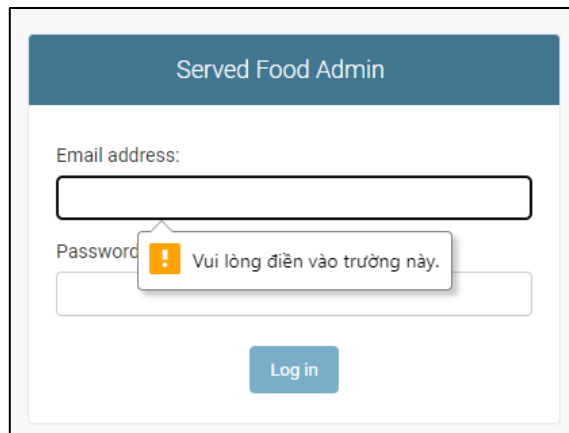 Served Food Admin
Email address:
Password
Vui lòng điền vào trường này.
Log in